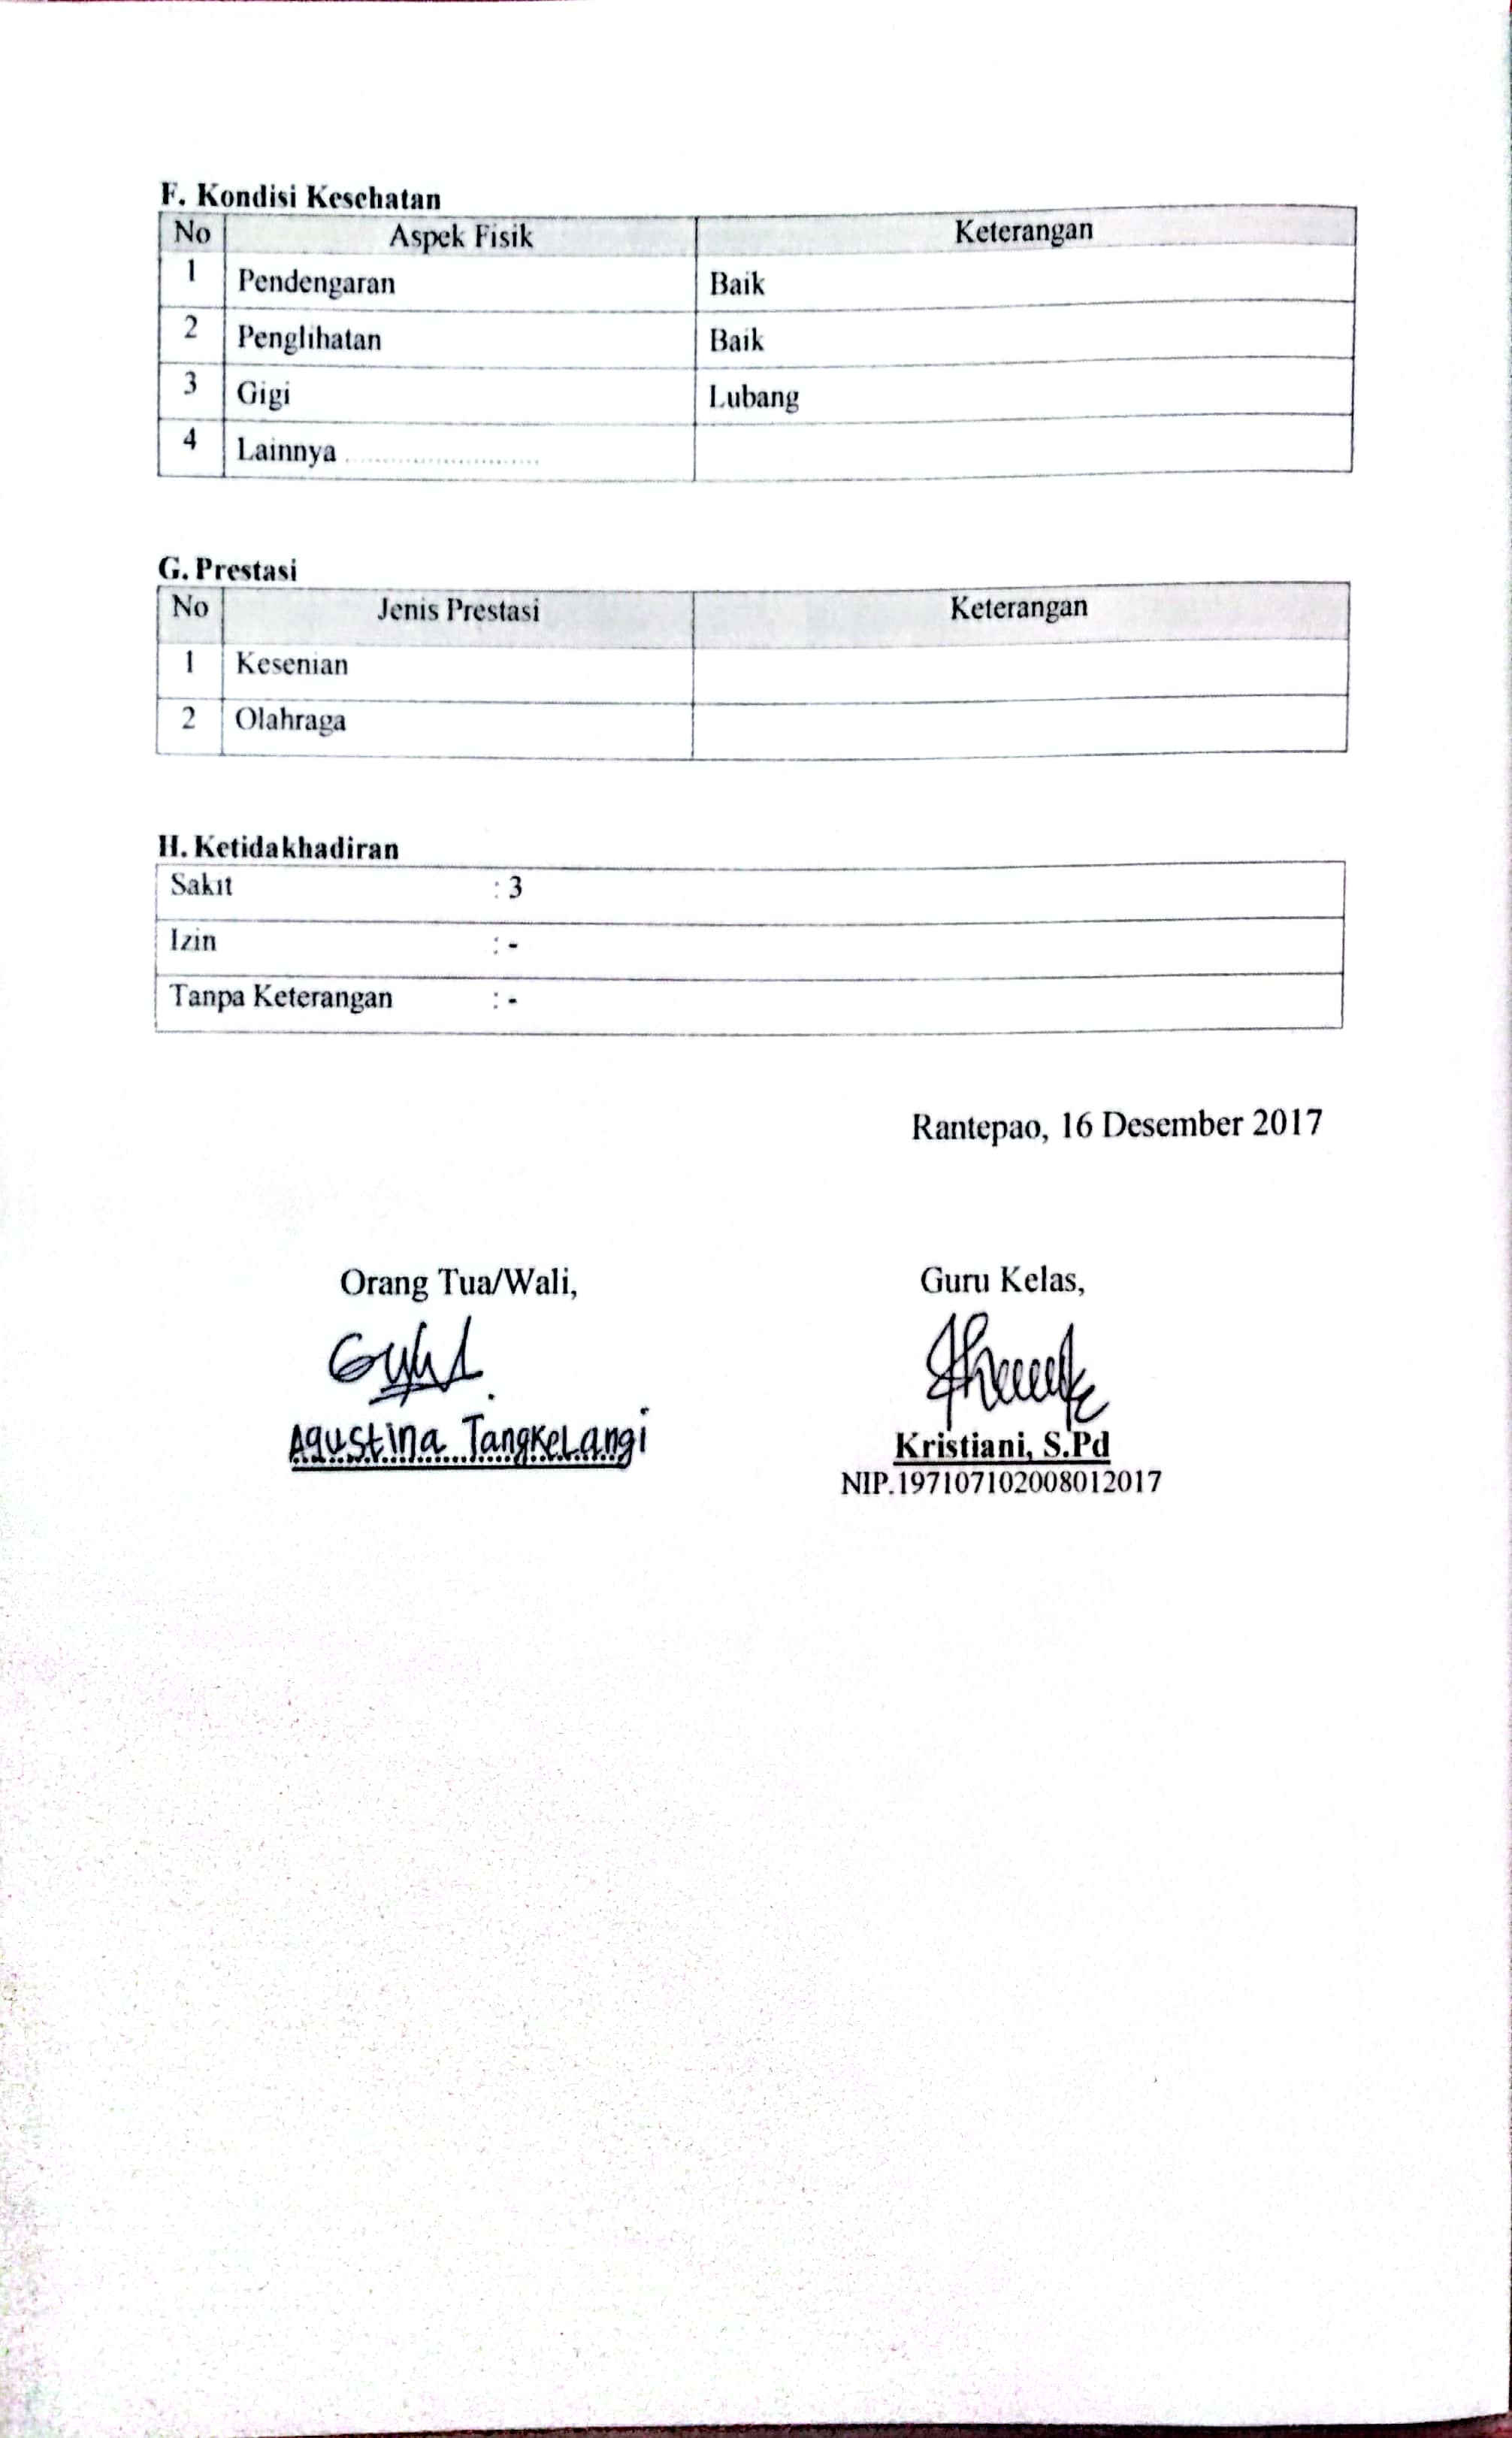 F. Kondisi Kesehatan
No Aspek Fisik Keterangan
1 Pendengaran Baik
2 Penglihatan Baik
3 Gigi Lubang
4 Lainnya ..........................
G. Prestasi
No Jenis Prestasi Keterangan
1 Kesenian
2 Olahraga
H. Ketidakhadiran
Sakit : 3
Izin : -
Tanpa Keterangan : -
Rantepao, 16 Desember 2017
Orang Tua/Wali, Guru Kelas,
Agustina Tangkelangi Kristiani, S.Pd
NIP.197107102008012017